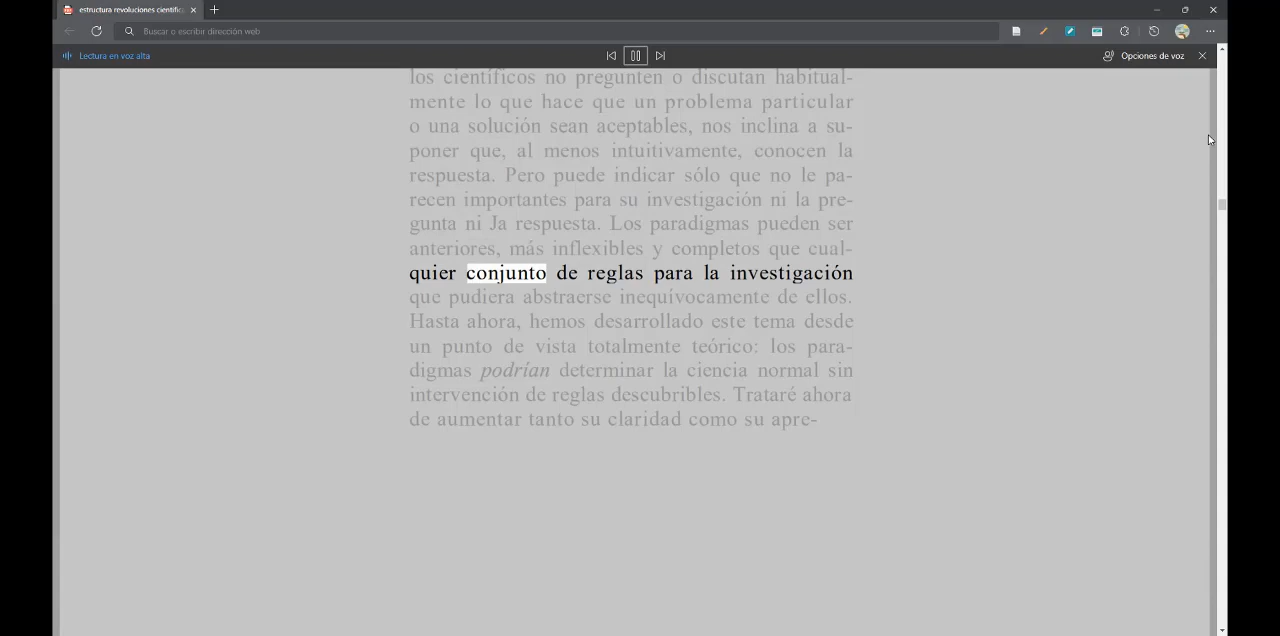 estructura revoluciones cientific
Buscar o escribir dirección web
Lectura en voz alta
Opciones de voz
los científicos no pregunten o discutan habitual-
mente lo que hace que un problema particular
o una solución sean aceptables, nos inclina a su-
poner que, al menos intuitivamente, conocen la
respuesta. Pero puede indicar sólo que no le pa-
recen importantes para su investigación ni la pre-
gunta ni Ja respuesta. Los paradigmas pueden ser
anteriores, más inflexibles y completos que cual-
quier conjunto de reglas para la investigación
que pudiera abstraerse inequívocamente de ellos.
Hasta ahora, hemos desarrollado este tema desde
un punto de vista totalmente teórico: los para-
digmas podrían determinar la ciencia normal sin
intervención de reglas descubribles. Trataré ahora
de aumentar tanto su claridad como su apre-